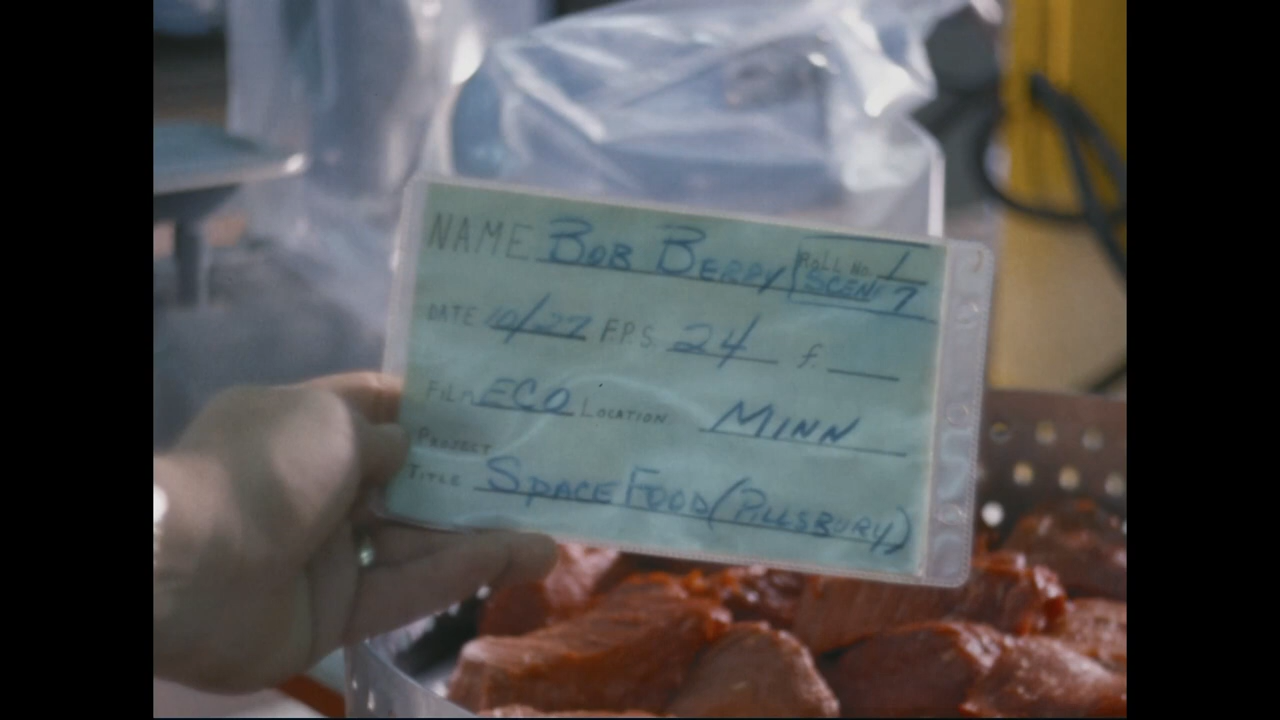 NAME BOB BERRY ROLL No. 1
SCENE 7
DATE 10/27 F.P.S. 24 f.
FILM ECO LOCATION MINN
PROJECT
TITLE SPACE FOOD (PILLSBURY)